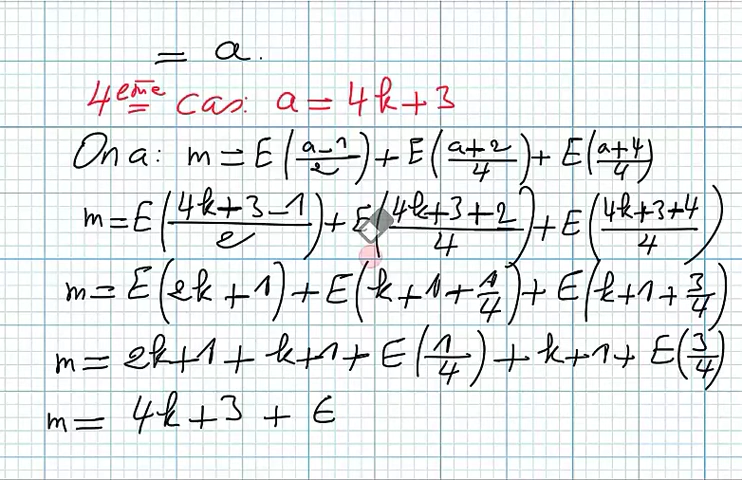 = a.
4eme cas: a = 4k+3
On a: m = E(a-1/2) + E(a+2/4) + E(a+4/4)
m = E(4k+3-1/2) + E(4k+3+2/4) + E(4k+3+4/4)
m = E(2k+1) + E(k+1+1/4) + E(k+1+3/4)
m = 2k+1+k+1+E(1/4)+k+1+E(3/4)
m = 4k+3 + E